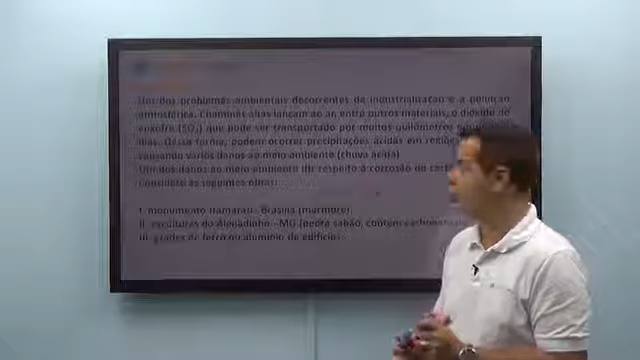 Um dos problemas ambientais decorrentes da industrialização é a poluição
atmosférica. Chaminés altas lançam ao ar, entre outros materiais, o dióxido de
enxofre (SO₂) que pode ser transportado por muitos quilômetros em
dias. Dessa forma, podem ocorrer precipitações ácidas em regiões
causando vários danos ao meio ambiente (chuva ácida)
Um dos danos ao meio ambiente diz respeito à corrosão de
Considere as seguintes obras:
I. monumento Itamarati - Brasília (mármore).
II. esculturas do Aleijadinho - MG (pedra sabão, contém carbonato
III. grades de ferro ou alumínio de edifícios.